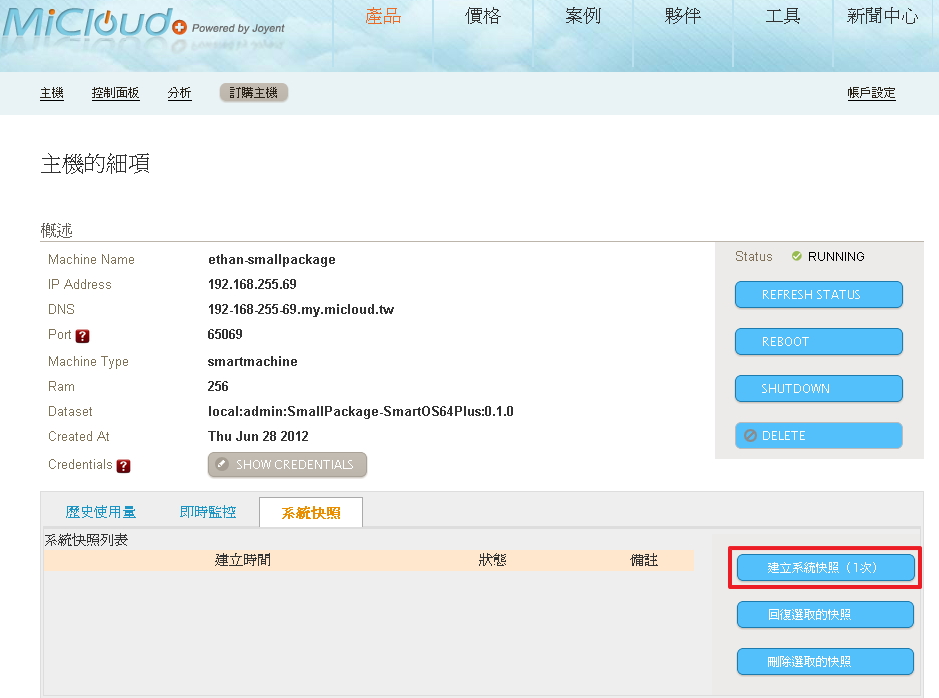 MiCloud Powered by Joyent
產品 價格 案例 夥伴 工具 新聞中心
主機 控制面板 分析 訂購主機 帳戶設定
主機的細項
概述
Machine Name ethan-smallpackage
IP Address 192.168.255.69
DNS 192-168-255-69.my.micloud.tw
Port ? 65069
Machine Type smartmachine
Ram 256
Dataset local:admin:SmallPackage-SmartOS64Plus:0.1.0
Created At Thu Jun 28 2012
Credentials ? SHOW CREDENTIALS
Status RUNNING
REFRESH STATUS
REBOOT
SHUTDOWN
DELETE
歷史使用量 即時監控 系統快照
系統快照列表
建立時間 狀態 備註
建立系統快照（1次）
回復選取的快照
刪除選取的快照